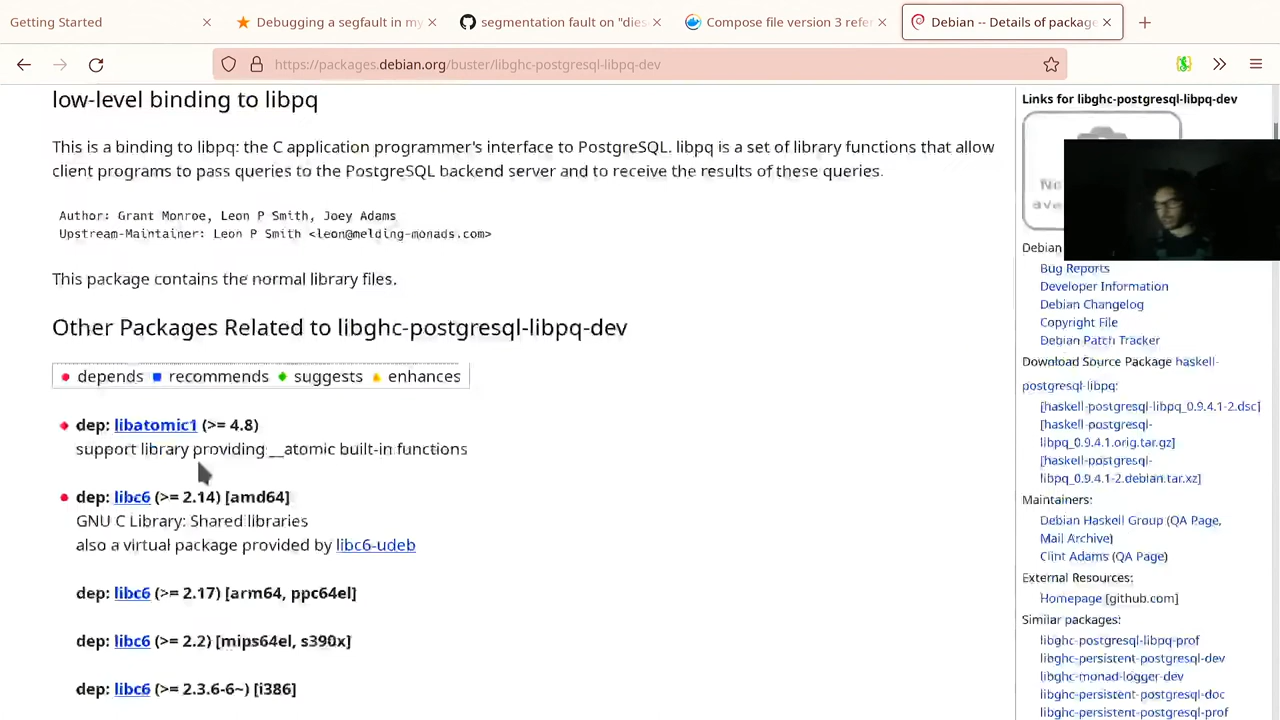 Getting Started
Debugging a segfault in my
segmentation fault on "dies
Compose file version 3 refer
Debian -- Details of package
https://packages.debian.org/buster/libghc-postgresql-libpq-dev
low-level binding to libpq
This is a binding to libpq: the C application programmer's interface to PostgreSQL. libpq is a set of library functions that allow
client programs to pass queries to the PostgreSQL backend server and to receive the results of these queries.
Author: Grant Monroe, Leon P Smith, Joey Adams
Upstream-Maintainer: Leon P Smith <leon@melding-monads.com>
This package contains the normal library files.
Other Packages Related to libghc-postgresql-libpq-dev
depends recommends suggests enhances
dep: libatomic1 (>= 4.8)
support library providing __atomic built-in functions
dep: libc6 (>= 2.14) [amd64]
GNU C Library: Shared libraries
also a virtual package provided by libc6-udeb
dep: libc6 (>= 2.17) [arm64, ppc64el]
dep: libc6 (>= 2.2) [mips64el, s390x]
dep: libc6 (>= 2.3.6-6~) [i386]
Links for libghc-postgresql-libpq-dev
No
ava
Debian
Bug Reports
Developer Information
Debian Changelog
Copyright File
Debian Patch Tracker
Download Source Package haskell-
postgresql-libpq:
[haskell-postgresql-libpq_0.9.4.1-2.dsc]
[haskell-postgresql-
libpq_0.9.4.1.orig.tar.gz]
[haskell-postgresql-
libpq_0.9.4.1-2.debian.tar.xz]
Maintainers:
Debian Haskell Group (QA Page,
Mail Archive)
Clint Adams (QA Page)
External Resources:
Homepage [github.com]
Similar packages:
libghc-postgresql-libpq-prof
libghc-persistent-postgresql-dev
libghc-monad-logger-dev
libghc-persistent-postgresql-doc
libghc-persistent-postgresql-prof